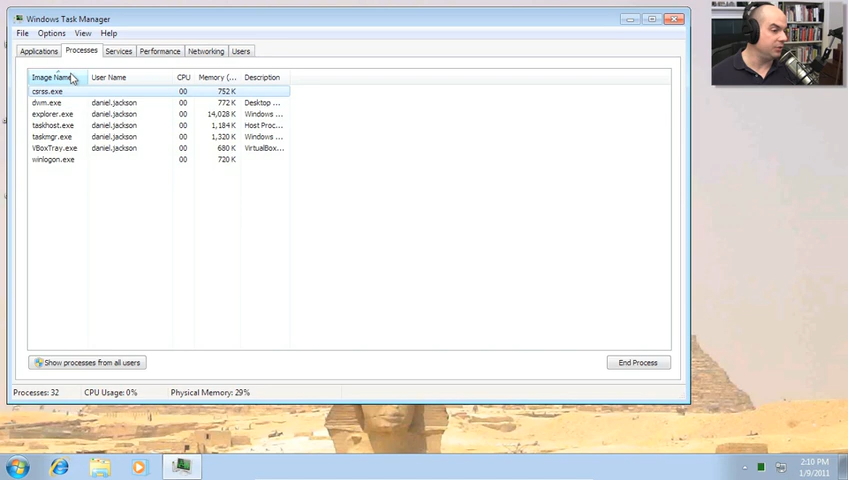 Windows Task Manager
File Options View Help
Applications Processes Services Performance Networking Users
Image Name User Name CPU Memory (... Description
csrss.exe 00 752 K
dwm.exe daniel.jackson 00 772 K Desktop ...
explorer.exe daniel.jackson 00 14,028 K Windows ...
taskhost.exe daniel.jackson 00 1,184 K Host Proc...
taskmgr.exe daniel.jackson 00 1,320 K Windows ...
VBoxTray.exe daniel.jackson 00 680 K VirtualBox...
winlogon.exe 00 720 K
Show processes from all users End Process
Processes: 32 CPU Usage: 0% Physical Memory: 29%
2:10 PM
1/9/2011